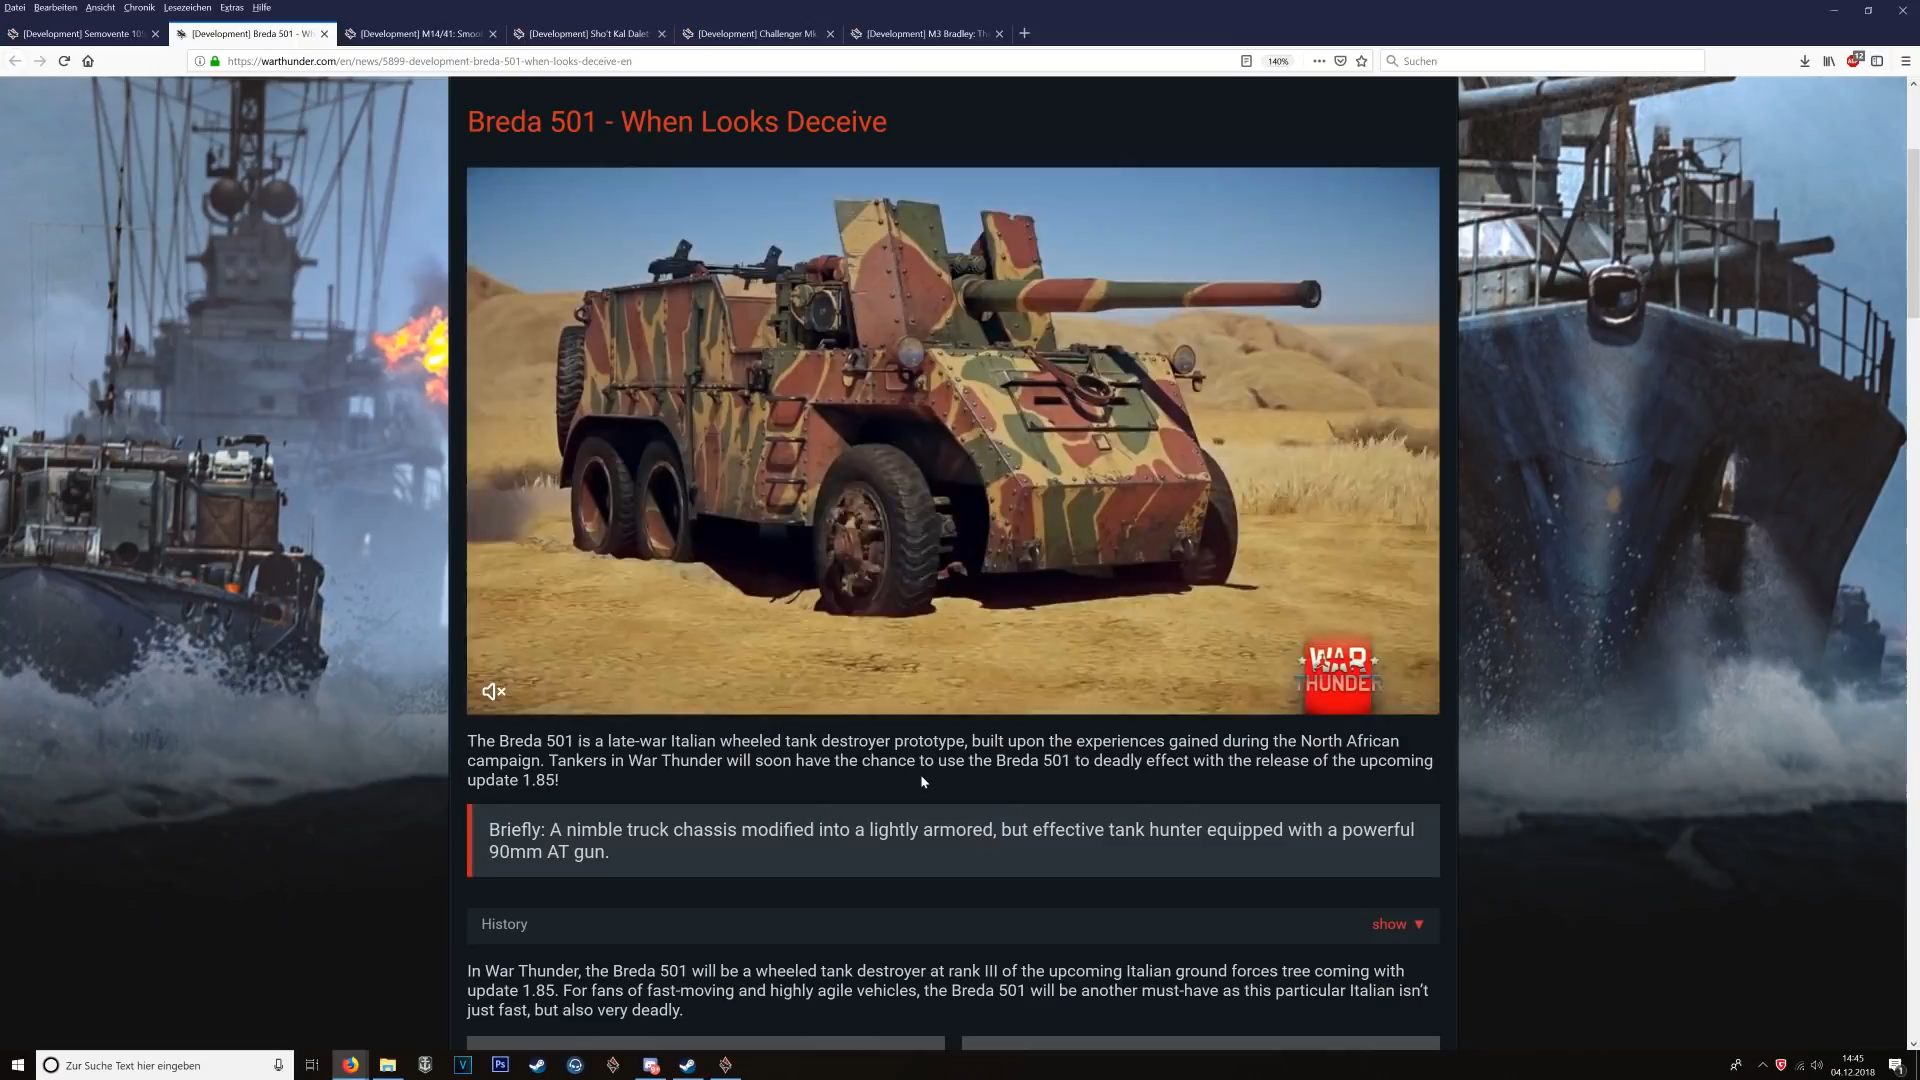 Datei Bearbeiten Ansicht Chronik Lesezeichen Extras Hilfe
[Development] Semovente 105
[Development] Breda 501 - Wh
[Development] M14/41: Smoo
[Development] Sho't Kal Dalet
[Development] Challenger Mk
[Development] M3 Bradley: Th
https://warthunder.com/en/news/5899-development-breda-501-when-looks-deceive-en
140%
Suchen
Breda 501 - When Looks Deceive
WAR
THUNDER
The Breda 501 is a late-war Italian wheeled tank destroyer prototype, built upon the experiences gained during the North African
campaign. Tankers in War Thunder will soon have the chance to use the Breda 501 to deadly effect with the release of the upcoming
update 1.85!
Briefly: A nimble truck chassis modified into a lightly armored, but effective tank hunter equipped with a powerful
90mm AT gun.
History
show ▼
In War Thunder, the Breda 501 will be a wheeled tank destroyer at rank III of the upcoming Italian ground forces tree coming with
update 1.85. For fans of fast-moving and highly agile vehicles, the Breda 501 will be another must-have as this particular Italian isn't
just fast, but also very deadly.
Zur Suche Text hier eingeben
V
Ps
14:45
04.12.2018